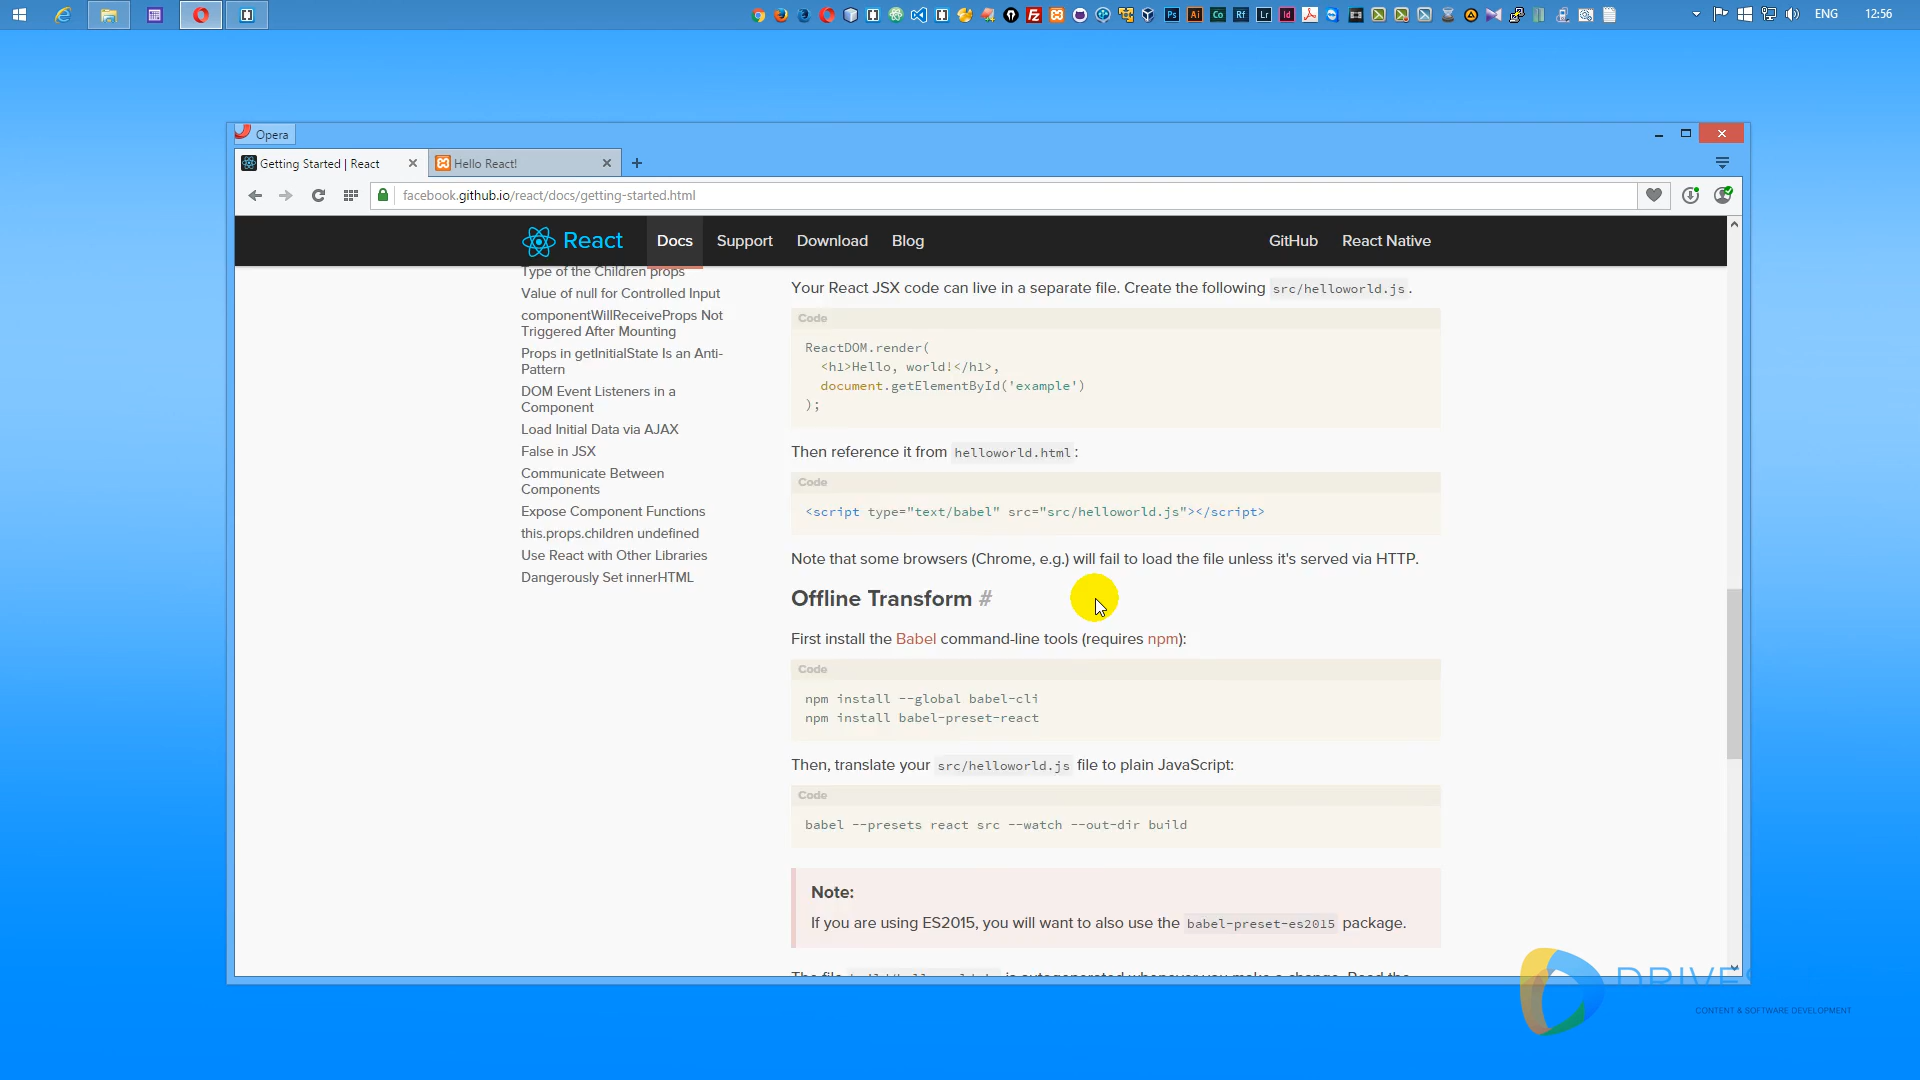 ENG
12:56
Opera
Getting Started | React
Hello React!
facebook.github.io/react/docs/getting-started.html
React
Docs
Support
Download
Blog
GitHub
React Native
Type of the Children props
Value of null for Controlled Input
componentWillReceiveProps Not
Triggered After Mounting
Props in getInitialState Is an Anti-
Pattern
DOM Event Listeners in a
Component
Load Initial Data via AJAX
False in JSX
Communicate Between
Components
Expose Component Functions
this.props.children undefined
Use React with Other Libraries
Dangerously Set innerHTML
Your React JSX code can live in a separate file. Create the following src/helloworld.js.
Code
ReactDOM.render(
<h1>Hello, world!</h1>,
document.getElementById('example')
);
Then reference it from helloworld.html:
Code
<script type="text/babel" src="src/helloworld.js"></script>
Note that some browsers (Chrome, e.g.) will fail to load the file unless it's served via HTTP.
Offline Transform #
First install the Babel command-line tools (requires npm):
Code
npm install --global babel-cli
npm install babel-preset-react
Then, translate your src/helloworld.js file to plain JavaScript:
Code
babel --presets react src --watch --out-dir build
Note:
If you are using ES2015, you will want to also use the babel-preset-es2015 package.
is autogenerated whenever you make a change. Read the
CONTENT & SOFTWARE DEVELOPMENT